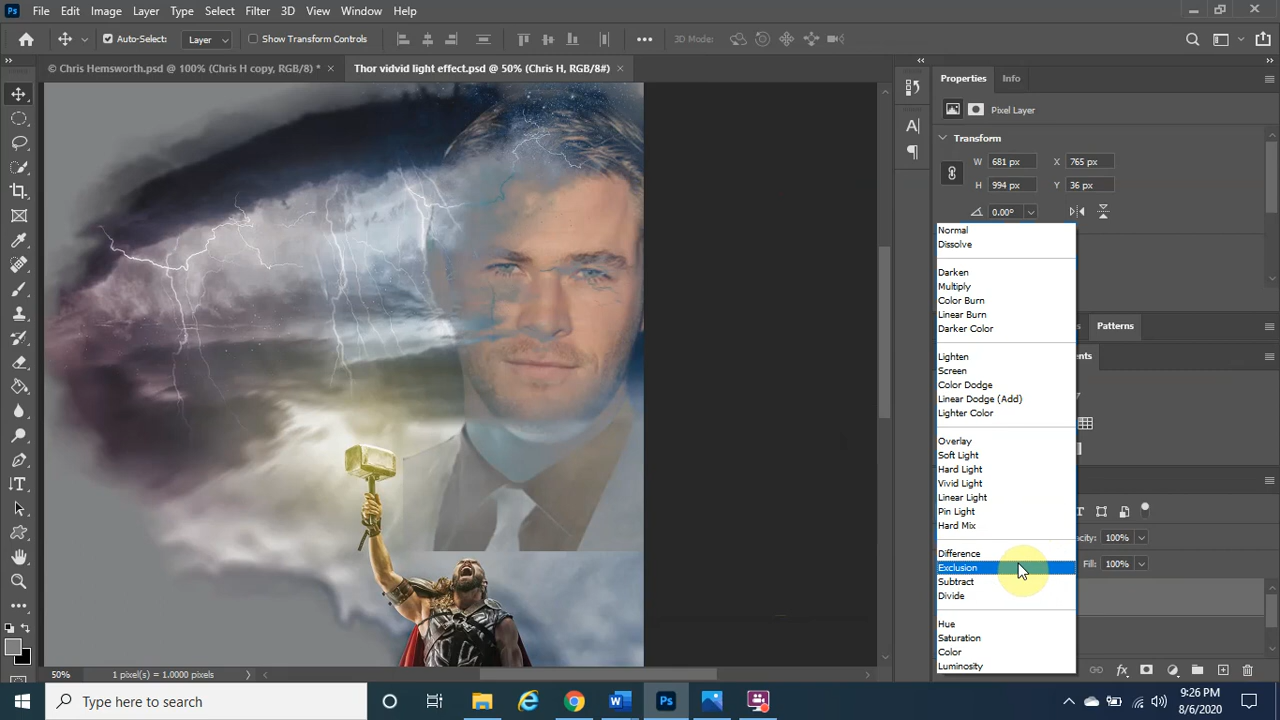 Ps File Edit Image Layer Type Select Filter 3D View Window Help
Auto-Select: Layer Show Transform Controls 3D Mode:
© Chris Hemsworth.psd @ 100% (Chris H copy, RGB/8) * × Thor vidvid light effect.psd @ 50% (Chris H, RGB/8#) ×
Properties Info
Pixel Layer
Transform
W 681 px X 765 px
H 994 px Y 36 px
0.00°
Normal
Dissolve
Darken
Multiply
Color Burn
Linear Burn
Darker Color
Patterns
Lighten
Screen
Color Dodge
Linear Dodge (Add)
Lighter Color
Overlay
Soft Light
Hard Light
Vivid Light
Linear Light
Pin Light
Hard Mix
100%
Difference
Exclusion
Fill: 100%
Subtract
Divide
Hue
Saturation
Color
Luminosity
50% 1 pixel(s) = 1.0000 pixels
Type here to search
9:26 PM
8/6/2020